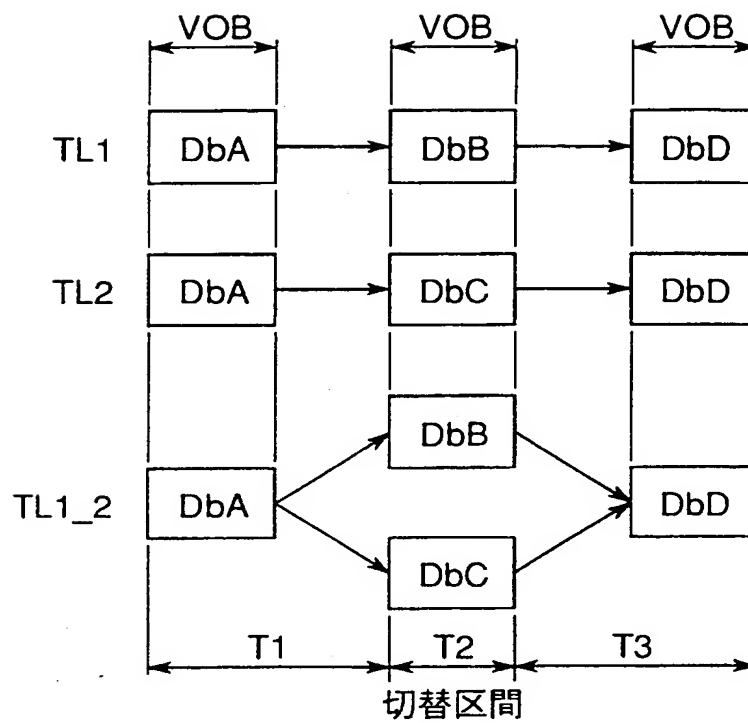 VOB VOB VOB
TL1 DbA DbB DbD
TL2 DbA DbC DbD
DbB
TL1_2 DbA DbD
DbC
T1 T2 T3
切替区間